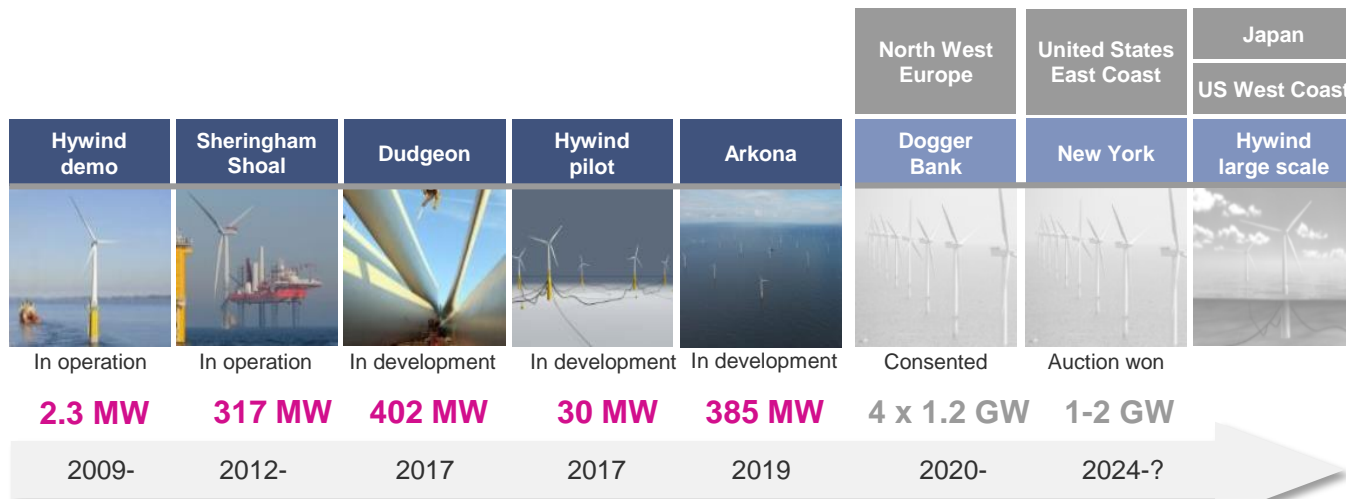 North West
Europe
United States
East Coast
Japan
US West Coast
Hywind
demo
Sheringham
Shoal
Dudgeon
Hywind
pilot
Arkona
Dogger
Bank
New York
Hywind
large scale
In operation
In operation
In development
In development
In development
Consented
Auction won
2.3 MW
317 MW
402 MW
30 MW
385 MW
4 x 1.2 GW
1-2 GW
2009-
2012-
2017
2017
2019
2020-
2024-?